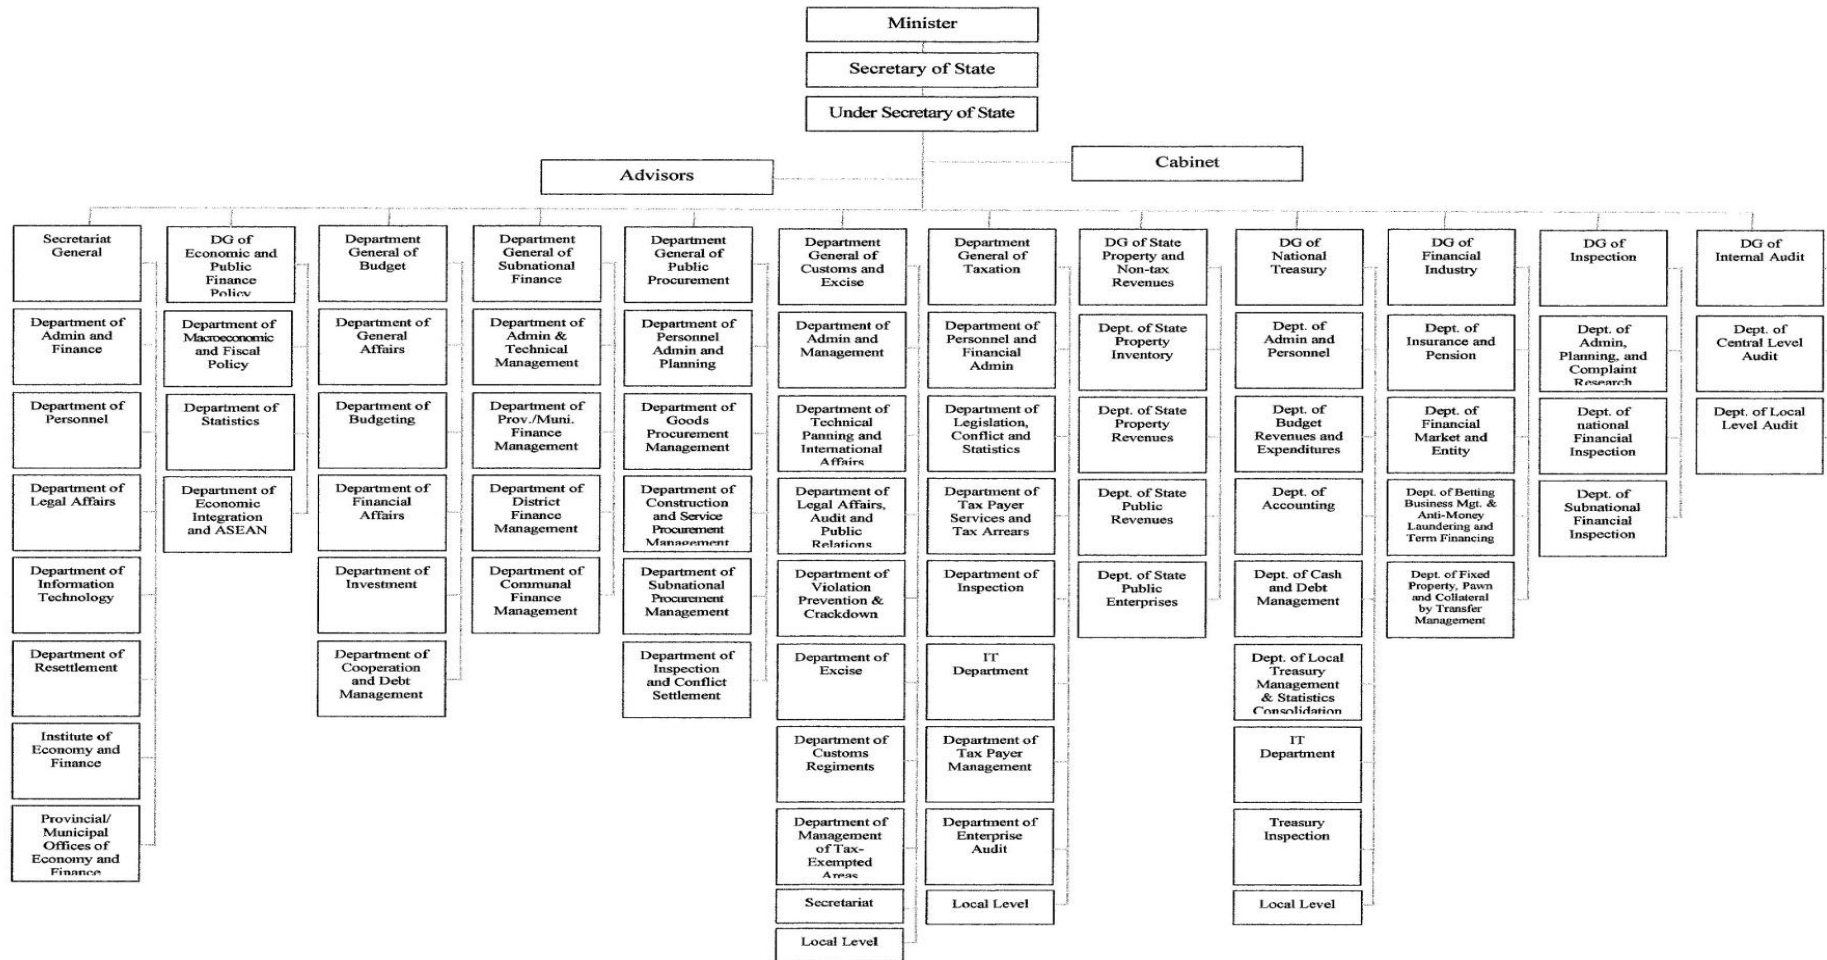 Minister
Secretary of State
Under Secretary of State
Advisors
Cabinet
Secretariat
General
Department of
Admin and
Finance
Department of
Personnel
Department of
Legal Affairs
Department of
Information
Technology
Department of
Resettlement
Institute of
Economy and
Finance
Provincial/
Municipal
Offices of
Economy and
Finance
DG of
Economic and
Public
Finance
Policy
Department of
Macroeconomic
and Fiscal
Policy
Department of
Statistics
Department of
Economic
Integration
and ASEAN
Department
General of
Budget
Department of
General
Affairs
Department of
Budgeting
Department of
Financial
Affairs
Department of
Investment
Department of
Cooperation
and Debt
Management
Department
General of
Subnational
Finance
Department of
Admin &
Technical
Management
Department of
Prov./Muni.
Finance
Management
Department of
District
Finance
Management
Department of
Communal
Finance
Management
Department
General of
Public
Procurement
Department of
Personnel
Admin and
Planning
Department of
Goods
Procurement
Management
Department of
Construction
and Service
Procurement
Management
Department of
Subnational
Procurement
Management
Department of
Inspection
and Conflict
Settlement
Department
General of
Customs and
Excise
Department of
Admin and
Management
Department of
Technical
Panning and
International
Affairs
Department of
Legal Affairs,
Audit and
Public
Relations
Department of
Violation
Prevention &
Crackdown
Department of
Excise
Department of
Customs
Regiments
Department of
Management
of Tax-
Exempted
Areas
Secretariat
Local Level
Department
General of
Taxation
Department of
Personnel and
Financial
Admin
Department of
Legislation,
Conflict and
Statistics
Department of
Tax Payer
Services and
Tax Arrears
Department of
Inspection
IT
Department
Department of
Tax Payer
Management
Department of
Enterprise
Audit
Local Level
DG of State
Property and
Non-tax
Revenues
Dept. of State
Property
Inventory
Dept. of State
Property
Revenues
Dept. of State
Public
Revenues
Dept. of State
Public
Enterprises
DG of
National
Treasury
Dept. of
Admin and
Personnel
Dept. of
Budget
Revenues and
Expenditures
Dept. of
Accounting
Dept. of Cash
and Debt
Management
Dept. of Local
Treasury
Management
& Statistics
Consolidation
IT
Department
Treasury
Inspection
Local Level
DG of
Financial
Industry
Dept. of
Insurance and
Pension
Dept. of
Financial
Market and
Entity
Dept. of Betting
Business Mgt. &
Anti-Money
Laundering and
Term Financing
Dept. of Fixed
Property, Pawn
and Collateral
by Transfer
Management
DG of
Inspection
Dept. of
Admin,
Planning, and
Complaint
Research
Dept. of
national
Financial
Inspection
Dept. of
Subnational
Financial
Inspection
DG of
Internal Audit
Dept. of
Central Level
Audit
Dept. of Local
Level Audit